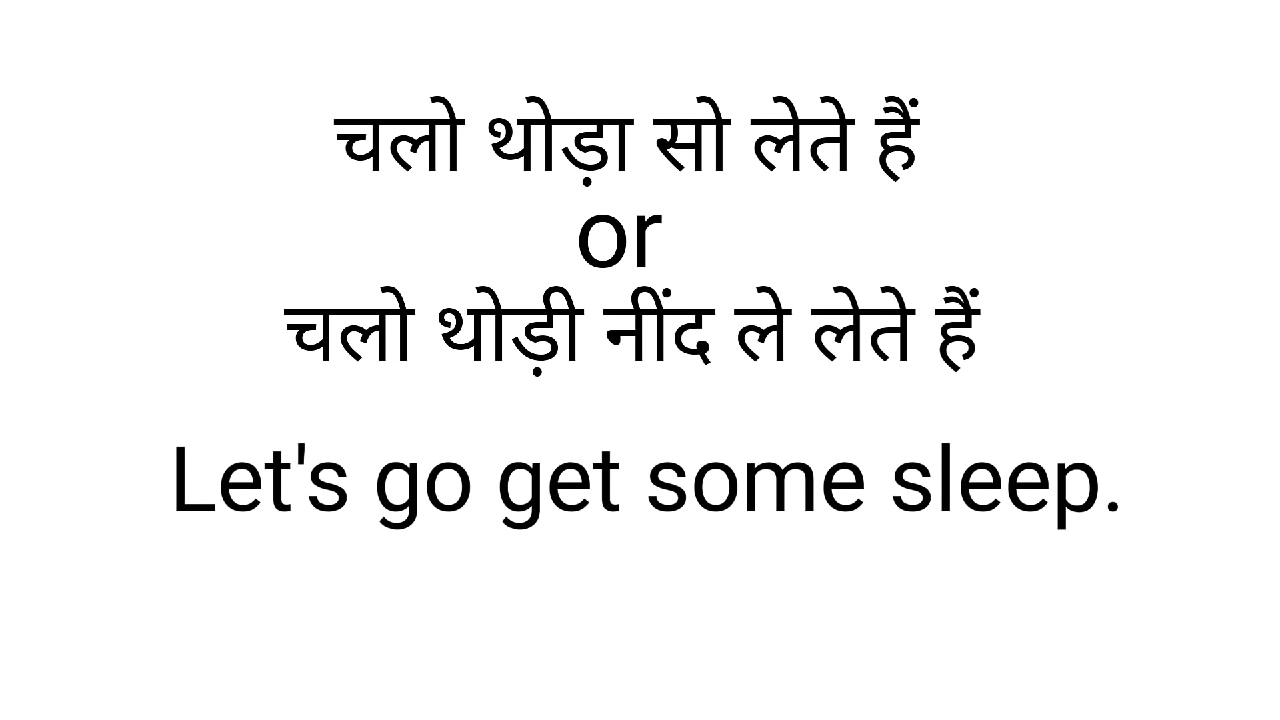 चलो थोड़ा सो लेते हैं
or
चलो थोड़ी नींद ले लेते हैं
Let's go get some sleep.